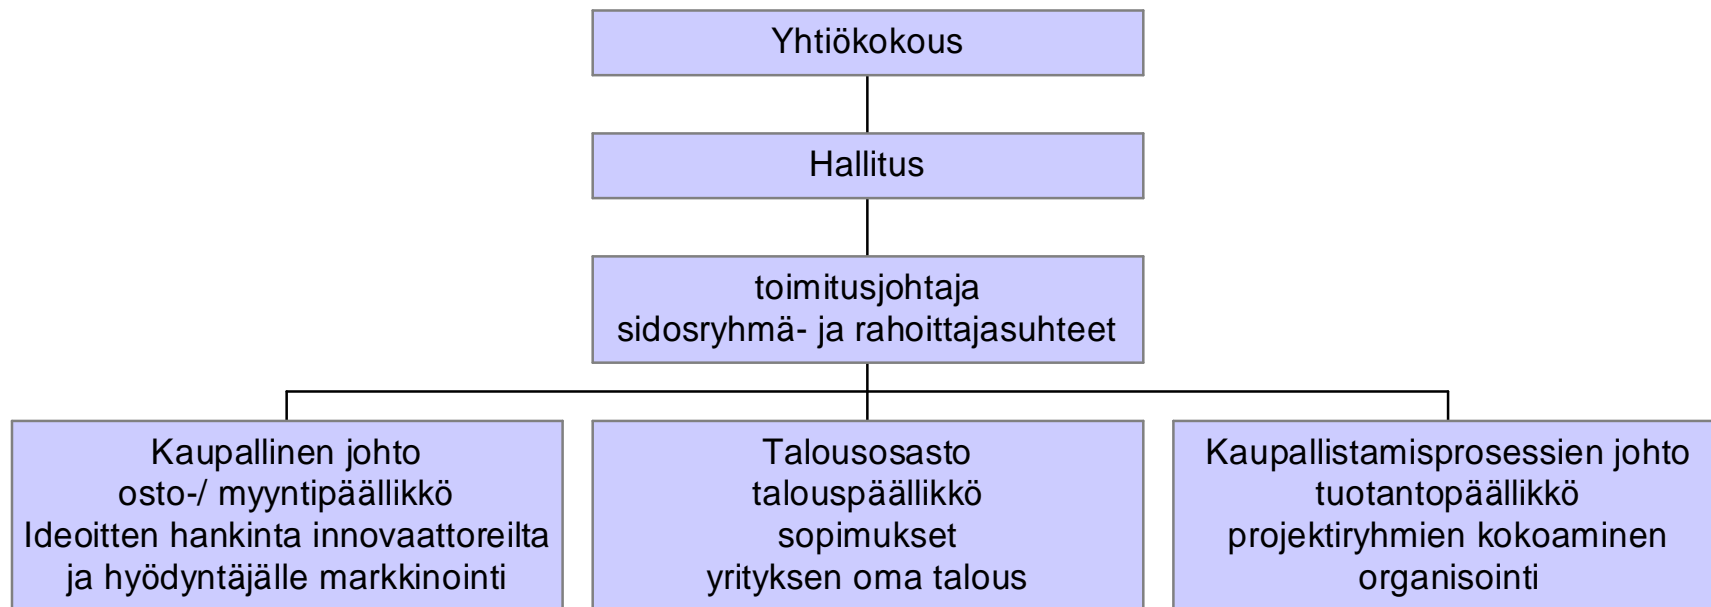 Yhtiökokous
Hallitus
toimitusjohtaja
sidosryhmä- ja rahoittajasuhteet
Kaupallinen johto
osto-/ myyntipäällikkö
Ideoitten hankinta innovaattoreilta
ja hyödyntäjälle markkinointi
Talousosasto
talouspäällikkö
sopimukset
yrityksen oma talous
Kaupallistamisprosessien johto
tuotantopäällikkö
projektiryhmien kokoaminen
organisointi